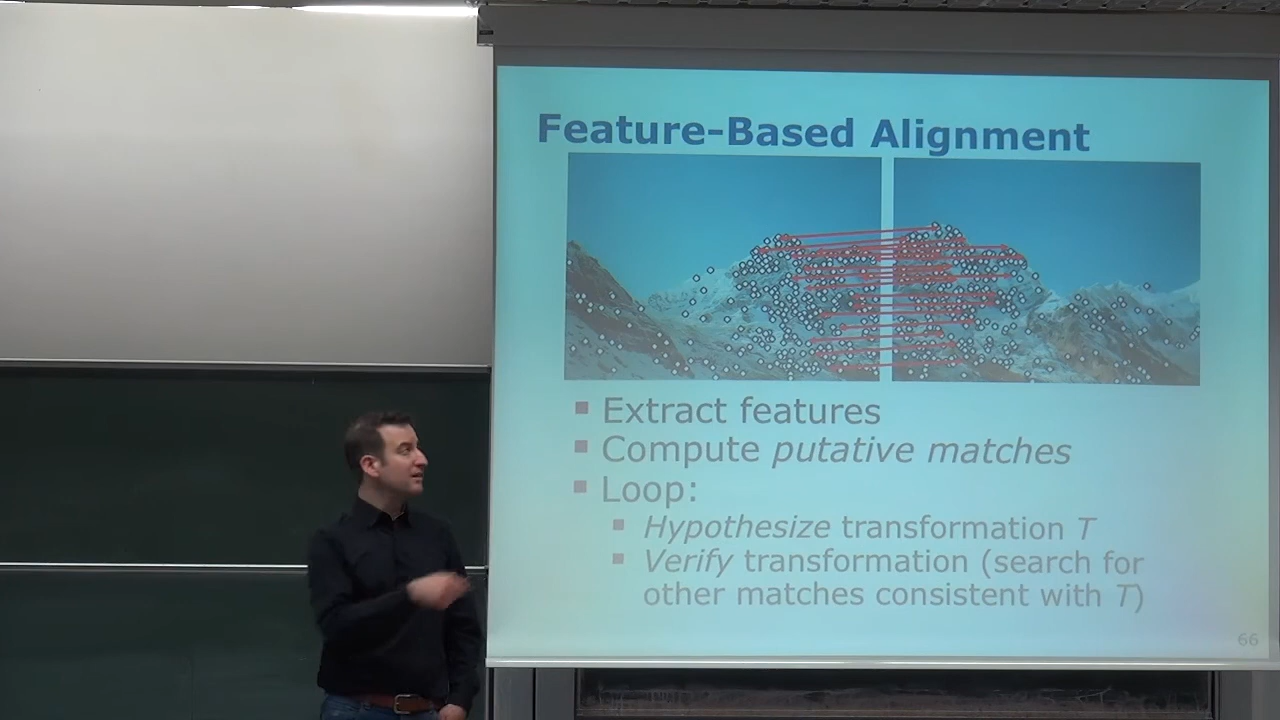 Feature-Based Alignment
▪ Extract features
▪ Compute putative matches
▪ Loop:
▪ Hypothesize transformation T
▪ Verify transformation (search for
other matches consistent with T)
66